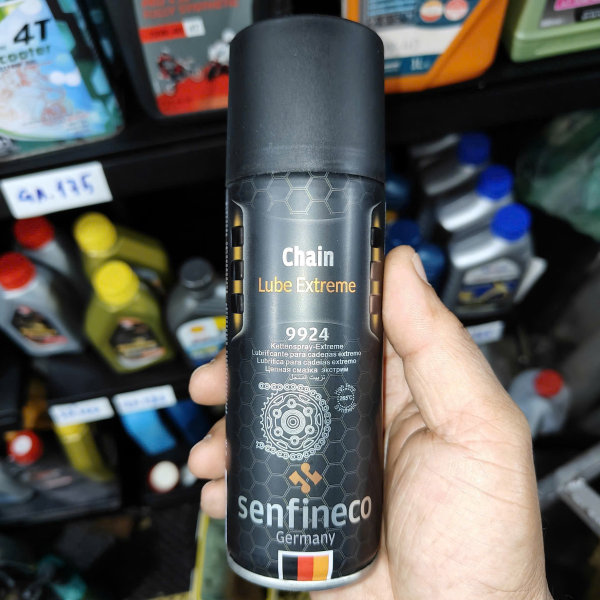 4T
GA.175
Chain
Lube Extreme
9924
Kettenspray-Extreme
Lubrificante para cadenas extremo
Lubrifica para cadeias extremo
Цепная смазка экстрим
senfineco
Germany